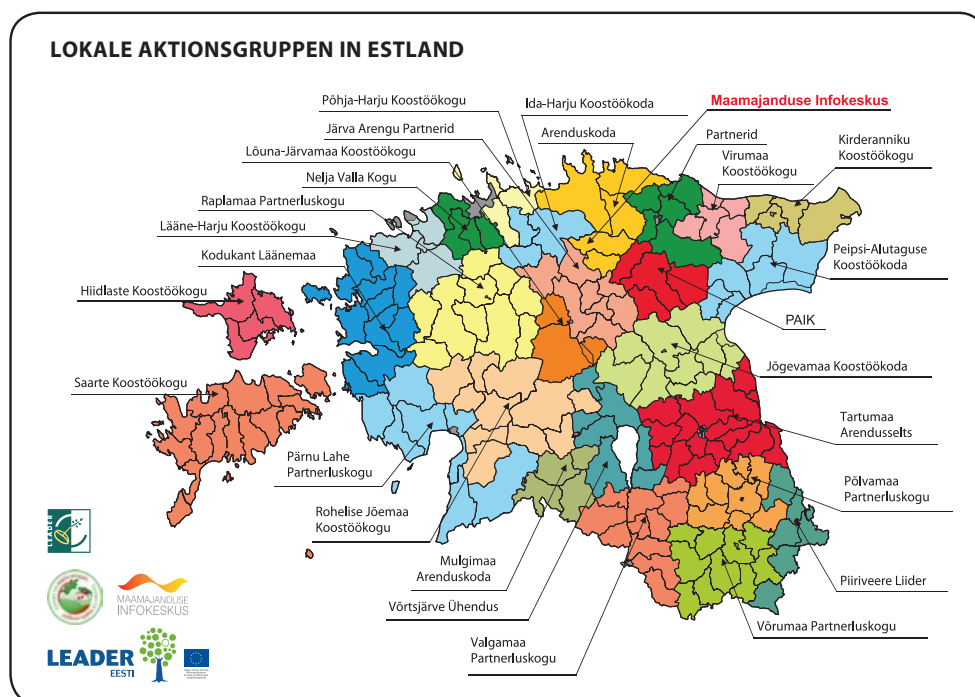 LOKALE AKTIONSGRUPPEN IN ESTLAND
Põhja-Harju Koostöökogu
Ida-Harju Koostöökoda
Maamajanduse Infokeskus
Järva Arengu Partnerid
Arenduskoda
Partnerid
Kirderanniku
Koostöökogu
Lõuna-Järvamaa Koostöökogu
Virumaa
Koostöökogu
Nelja Valla Kogu
Raplamaa Partnerluskogu
Lääne-Harju Koostöökogu
Kodukant Läänemaa
Peipsi-Alutaguse
Koostöökoda
Hiidlaste Koostöökogu
PAIK
Jõgevamaa Koostöökoda
Saarte Koostöökogu
Tartumaa
Arendusselts
Pärnu Lahe
Partnerluskogu
Põlvamaa
Partnerluskogu
Rohelise Jõemaa
Koostöökogu
Mulgimaa
Arenduskoda
Piiriveere Liider
Võrtsjärve Ühendus
Võrumaa Partnerluskogu
Valgamaa
Partnerluskogu
LEADER
MAAMAJANDUSE
INFOKESKUS
LEADER
EESTI